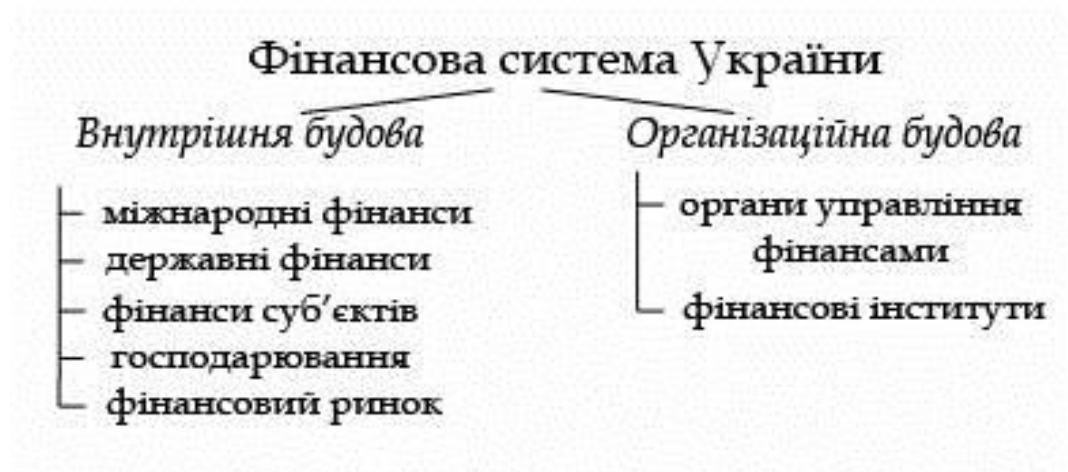 Фінансова система України
Внутрішня будова
міжнародні фінанси
державні фінанси
фінанси суб’єктів
господарювання
фінансовий ринок
Організаційна будова
органи управління
фінансами
фінансові інститути